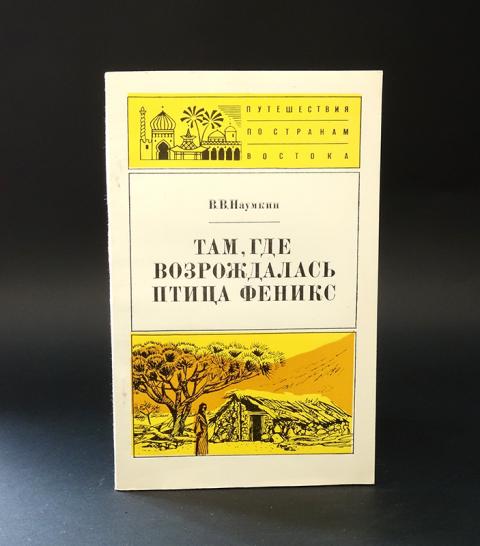 ПУТЕШЕСТВИЯ
ПО СТРАНАМ
ВОСТОКА
В.В.Наумкин
ТАМ, ГДЕ
ВОЗРОЖДАЛАСЬ
ПТИЦА ФЕНИКС